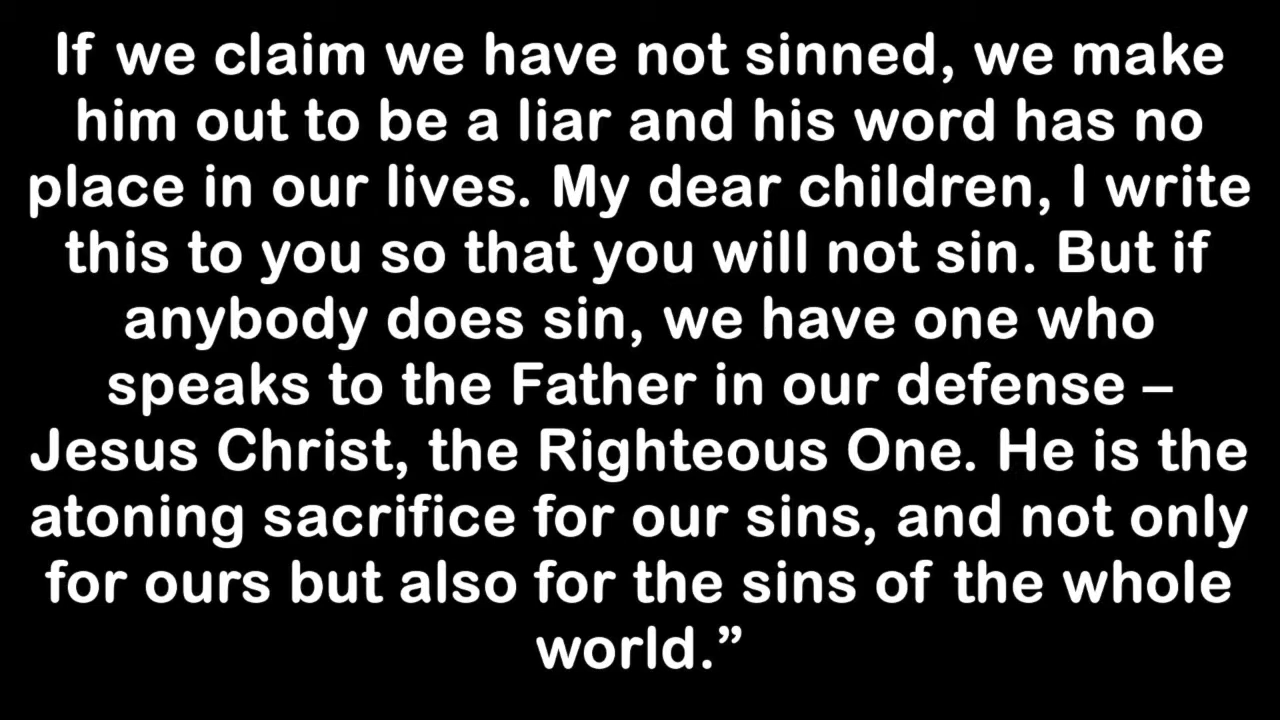 If we claim we have not sinned, we make
him out to be a liar and his word has no
place in our lives. My dear children, I write
this to you so that you will not sin. But if
anybody does sin, we have one who
speaks to the Father in our defense –
Jesus Christ, the Righteous One. He is the
atoning sacrifice for our sins, and not only
for ours but also for the sins of the whole
world.”